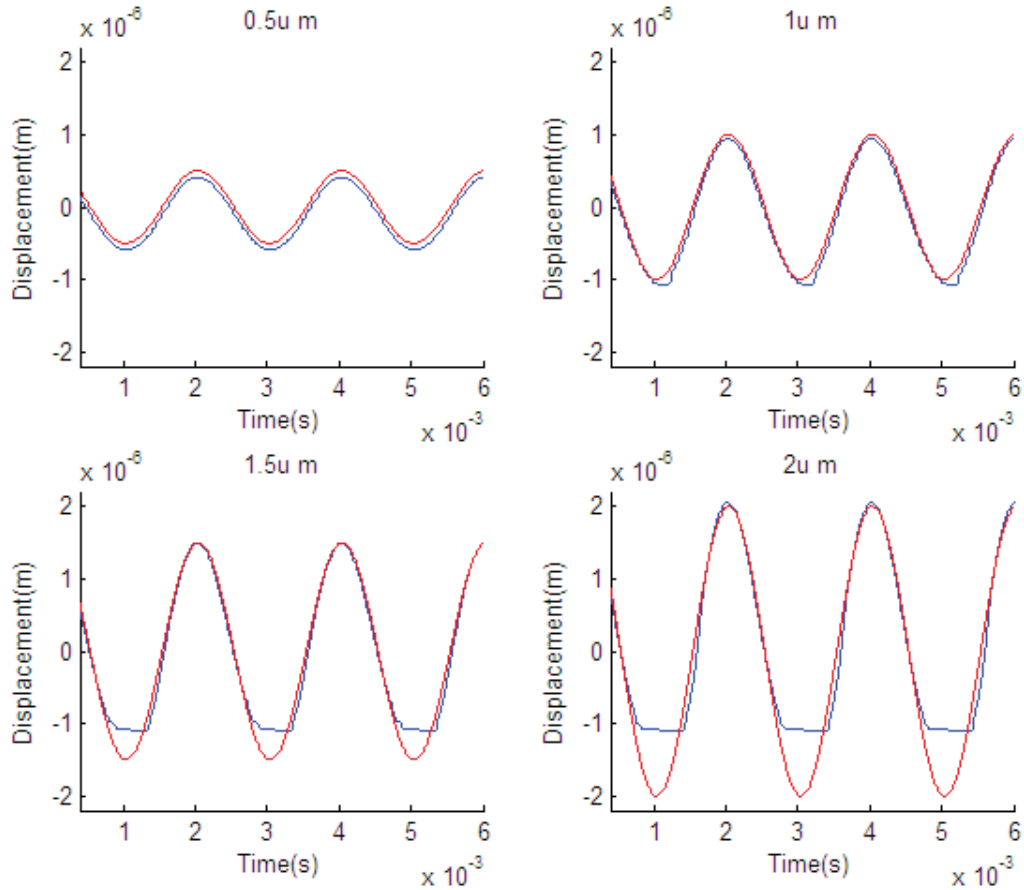 x 10^-6
0.5u m
2
1
0
-1
-2
Displacement(m)
1 2 3 4 5 6
Time(s)
x 10^-3
x 10^-6
1u m
2
1
0
-1
-2
Displacement(m)
1 2 3 4 5 6
Time(s)
x 10^-3
x 10^-6
1.5u m
2
1
0
-1
-2
Displacement(m)
1 2 3 4 5 6
Time(s)
x 10^-3
x 10^-6
2u m
2
1
0
-1
-2
Displacement(m)
1 2 3 4 5 6
Time(s)
x 10^-3